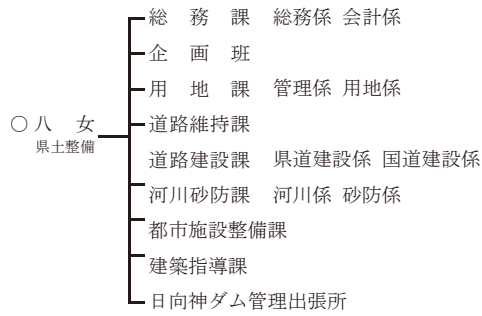 総務課 総務係 会計係
企画班
用地課 管理係 用地係
○八女
県土整備
道路維持課
道路建設課 県道建設係 国道建設係
河川砂防課 河川係 砂防係
都市施設整備課
建築指導課
日向神ダム管理出張所